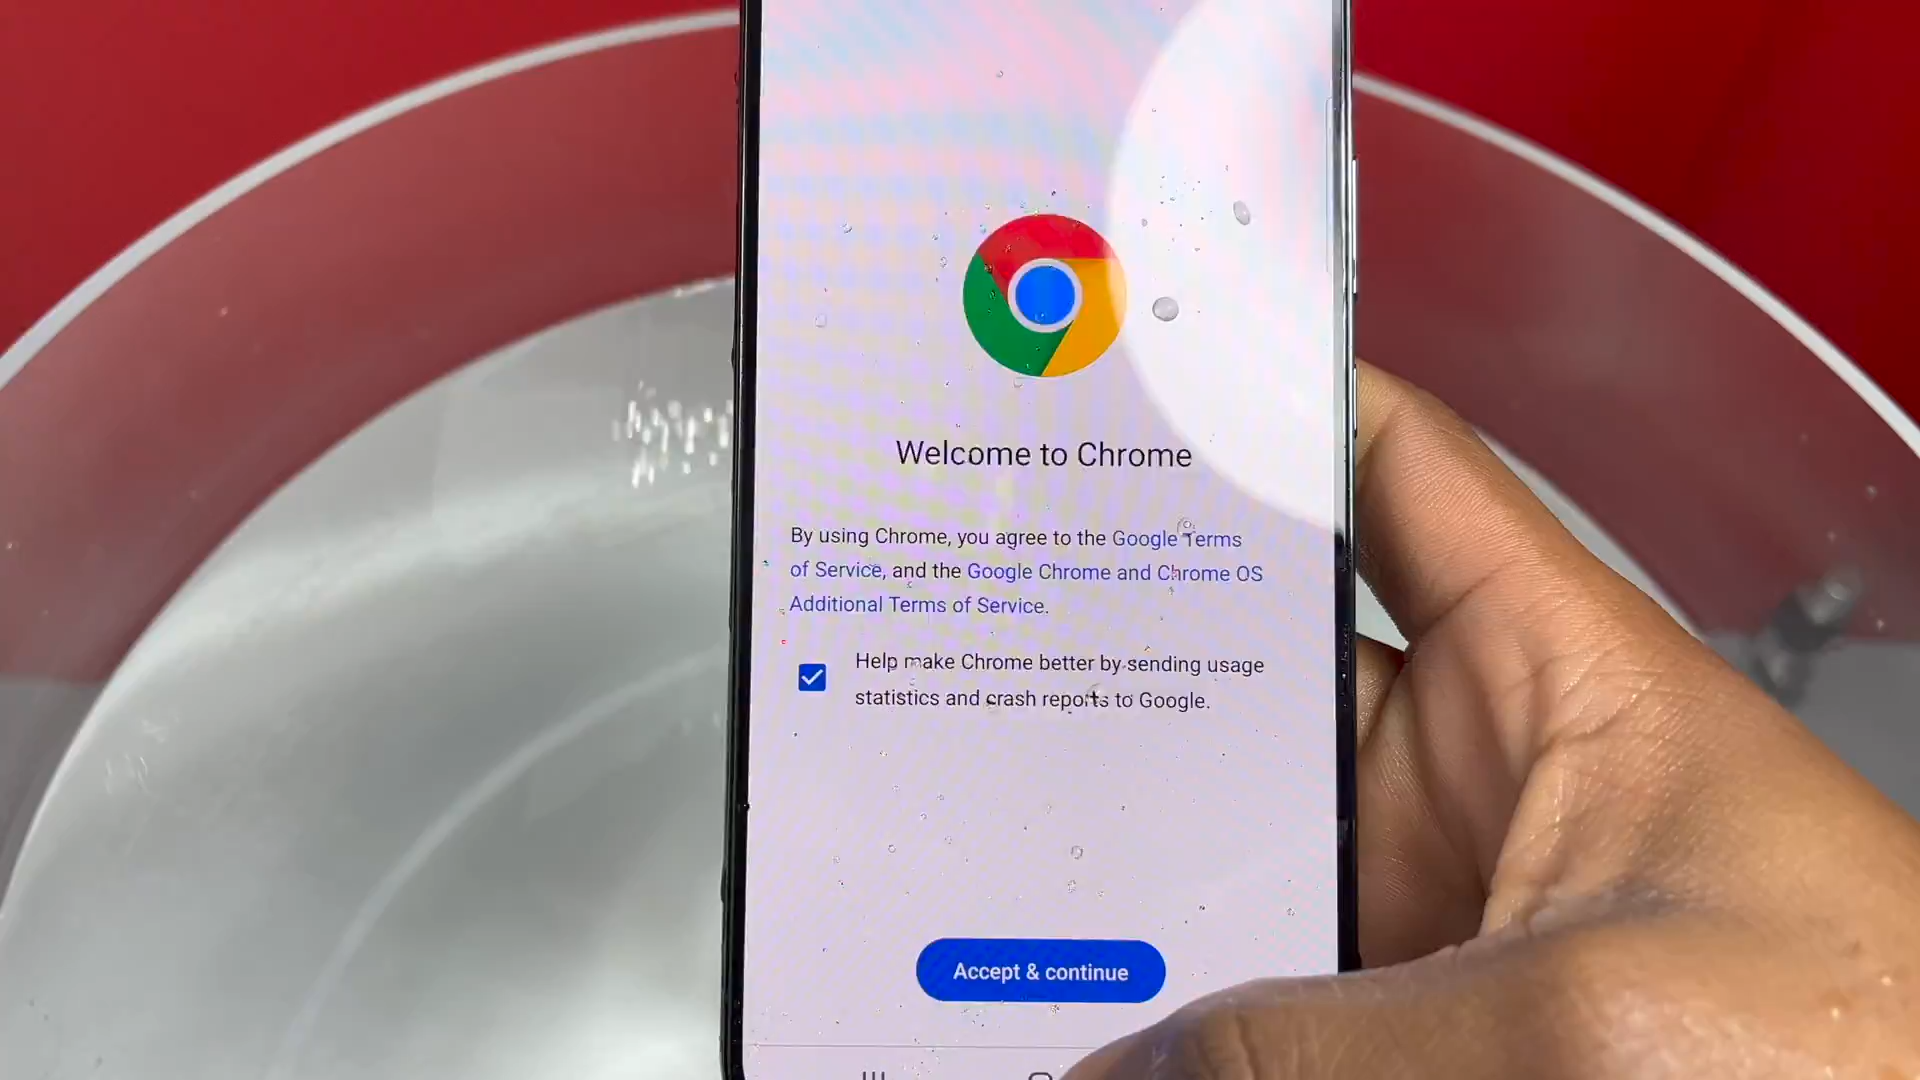 Welcome to Chrome
By using Chrome, you agree to the Google Terms
of Service, and the Google Chrome and Chrome OS
Additional Terms of Service.
Help make Chrome better by sending usage
statistics and crash reports to Google.
Accept & continue